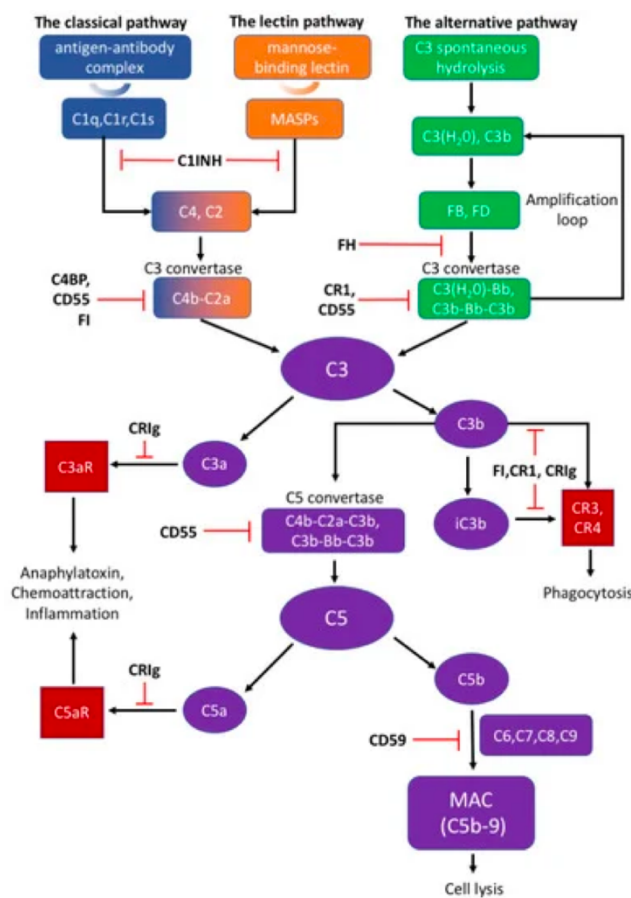 The classical pathway
The lectin pathway
The alternative pathway
antigen-antibody
complex
mannose-
binding lectin
C3 spontaneous
hydrolysis
C1q,C1r,C1s
MASPs
C3(H₂0), C3b
C1INH
Amplification
loop
C4, C2
FB, FD
FH
C3 convertase
C3 convertase
C4BP,
CD55
FI
C4b-C2a
CR1,
CD55
C3(H₂0)-Bb,
C3b-Bb-C3b
C3
CRIg
C3b
C3aR
C3a
FI,CR1, CRIg
C5 convertase
CD55
C4b-C2a-C3b,
C3b-Bb-C3b
iC3b
CR3,
CR4
Anaphylatoxin,
Chemoattraction,
Inflammation
Phagocytosis
C5
CRIg
C5b
C5aR
C5a
CD59
C6,C7,C8,C9
MAC
(C5b-9)
Cell lysis